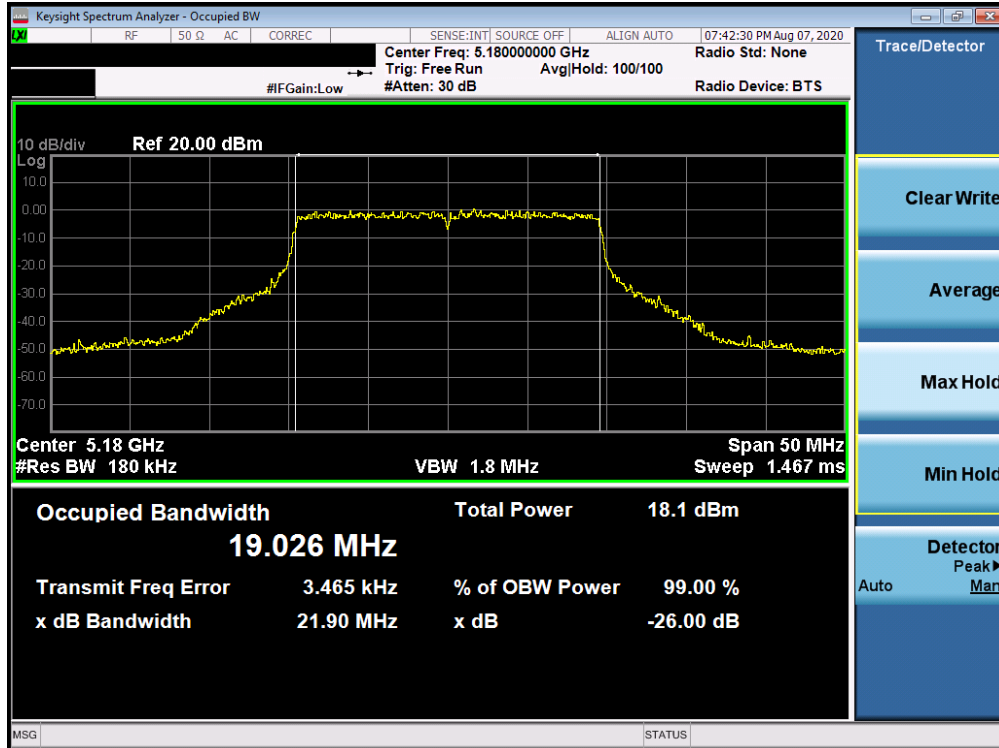 Keysight Spectrum Analyzer - Occupied BW
LXI RF 50 Ω AC CORREC SENSE:INT SOURCE OFF ALIGN AUTO 07:42:30 PM Aug 07, 2020
Center Freq: 5.180000000 GHz Radio Std: None
Trig: Free Run Avg|Hold: 100/100
#IFGain:Low #Atten: 30 dB Radio Device: BTS
10 dB/div Ref 20.00 dBm
Log
10.0
0.00
-10.0
-20.0
-30.0
-40.0
-50.0
-60.0
-70.0
Center 5.18 GHz Span 50 MHz
#Res BW 180 kHz VBW 1.8 MHz Sweep 1.467 ms
Occupied Bandwidth Total Power 18.1 dBm
19.026 MHz
Transmit Freq Error 3.465 kHz % of OBW Power 99.00 %
x dB Bandwidth 21.90 MHz x dB -26.00 dB
MSG STATUS
Trace/Detector
Clear Write
Average
Max Hold
Min Hold
Detector
Peak▶
Auto Man